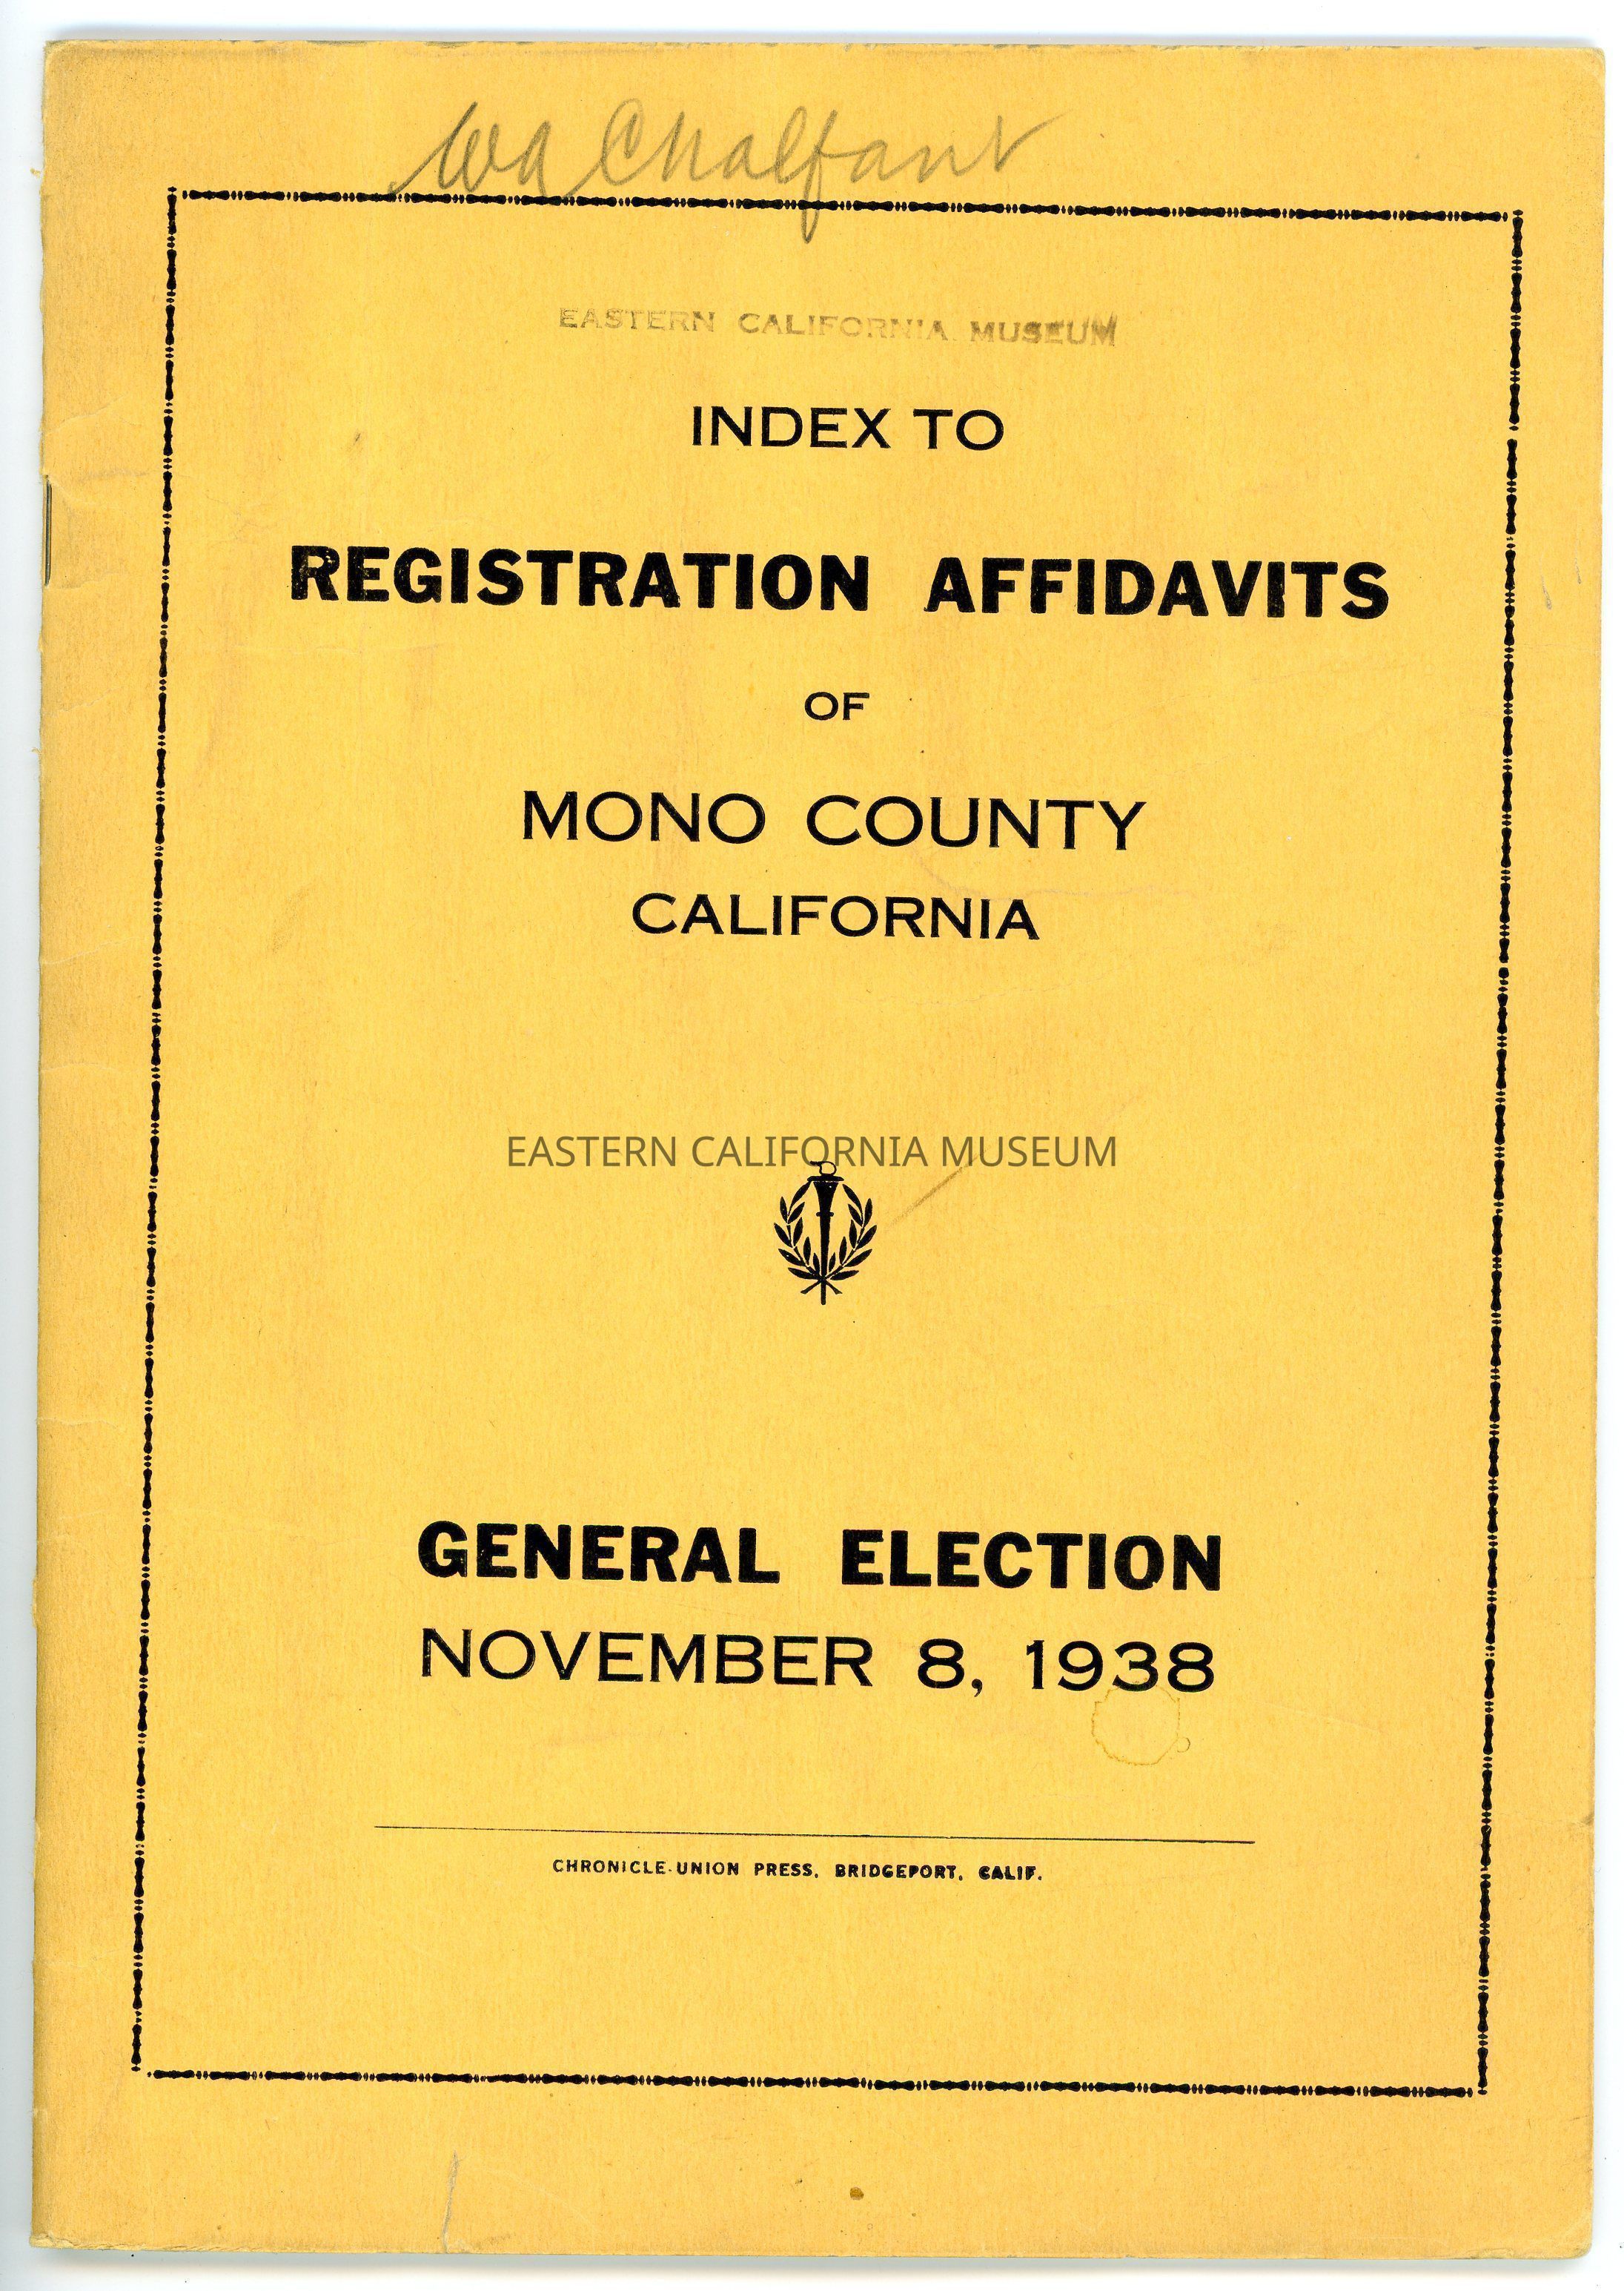 Wa Chalfant
EASTERN CALIFORNIA MUSEUM
INDEX TO
REGISTRATION AFFIDAVITS
OF
MONO COUNTY
CALIFORNIA
EASTERN CALIFORNIA MUSEUM
GENERAL ELECTION
NOVEMBER 8, 1938
CHRONICLE-UNION PRESS, BRIDGEPORT, CALIF.